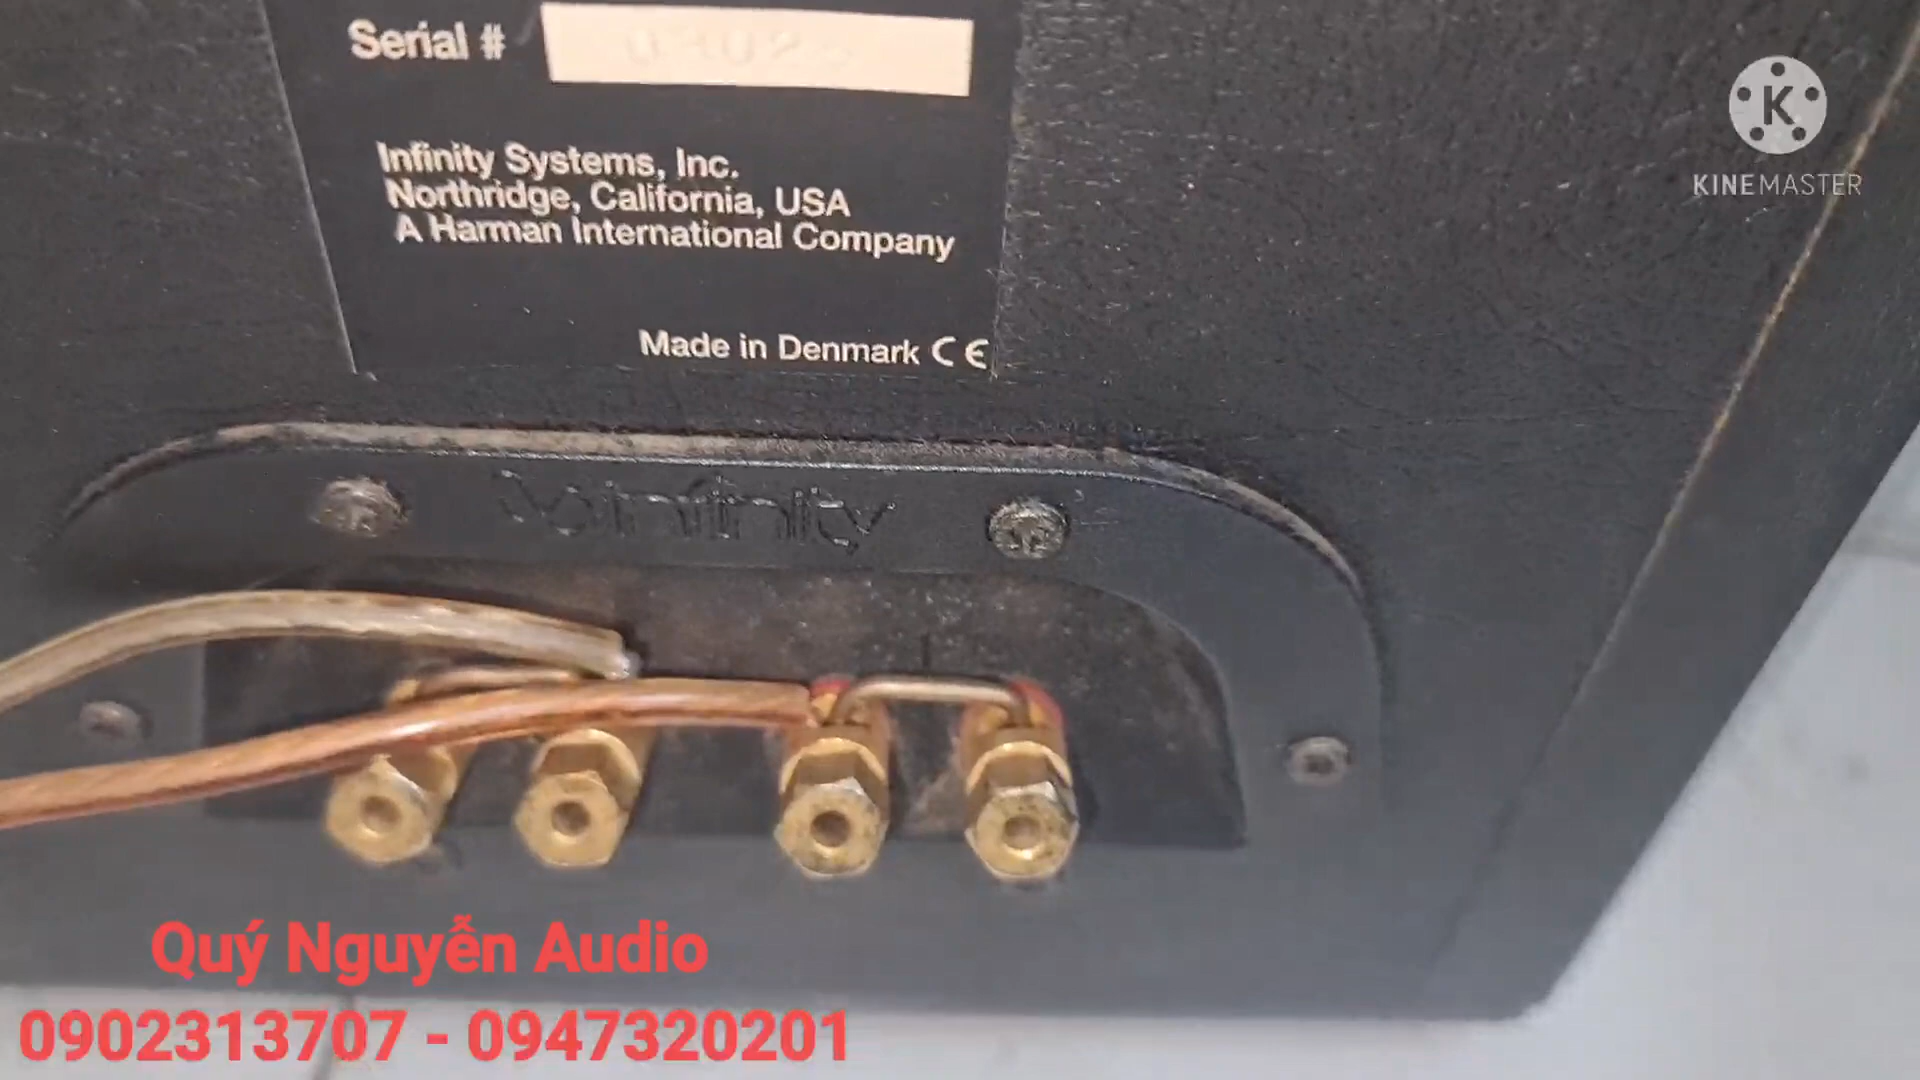 Serial #
Infinity Systems, Inc.
Northridge, California, USA
A Harman International Company
Made in Denmark CE
infinity
K
KINEMASTER
Quý Nguyễn Audio
0902313707 - 0947320201